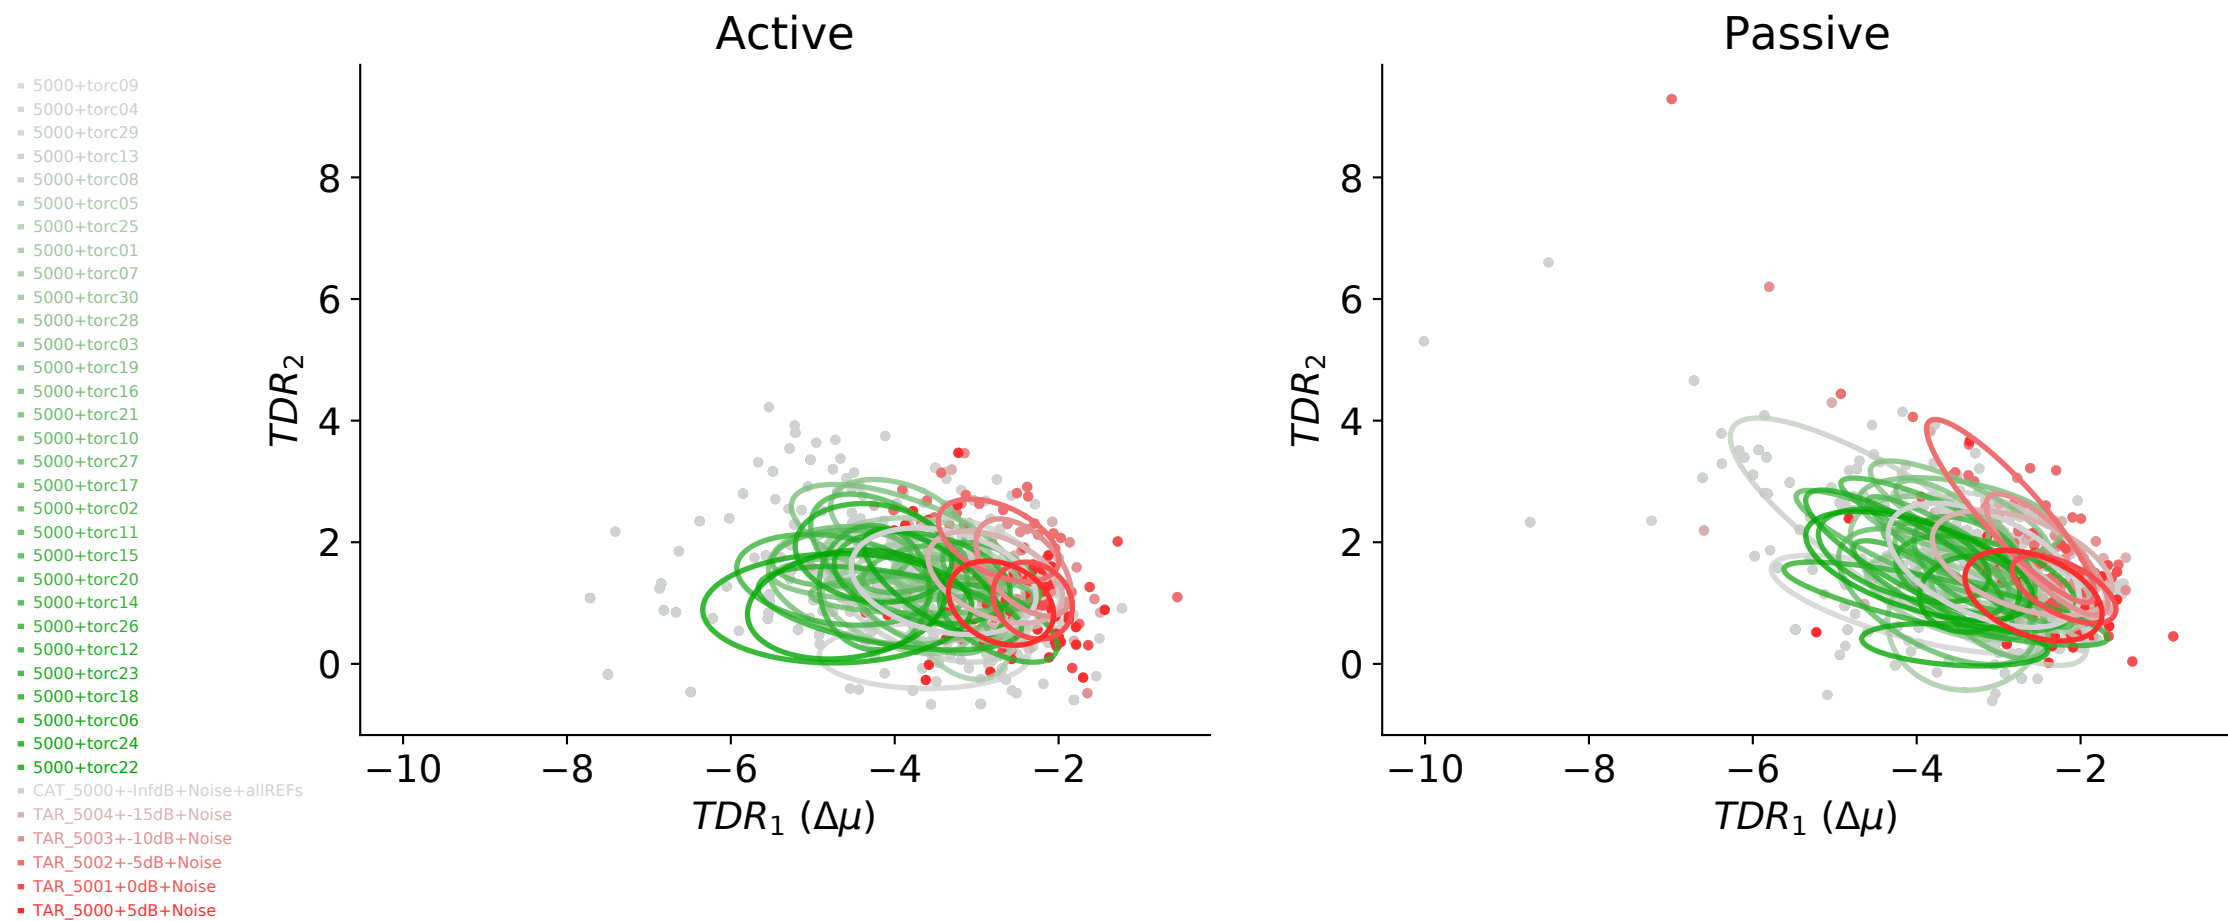 Active
Passive
5000+torc09
5000+torc04
5000+torc29
5000+torc13
5000+torc08
5000+torc05
5000+torc25
5000+torc01
5000+torc07
5000+torc30
5000+torc28
5000+torc03
5000+torc19
5000+torc16
5000+torc21
5000+torc10
5000+torc27
5000+torc17
5000+torc02
5000+torc11
5000+torc15
5000+torc20
5000+torc14
5000+torc26
5000+torc12
5000+torc23
5000+torc18
5000+torc06
5000+torc24
5000+torc22
CAT_5000+-InfdB+Noise+allREFs
TAR_5004+-15dB+Noise
TAR_5003+-10dB+Noise
TAR_5002+-5dB+Noise
TAR_5001+0dB+Noise
TAR_5000+5dB+Noise
TDR₂
8
6
4
2
0
−10 −8 −6 −4 −2
TDR₁ (Δμ)
TDR₂
8
6
4
2
0
−10 −8 −6 −4 −2
TDR₁ (Δμ)